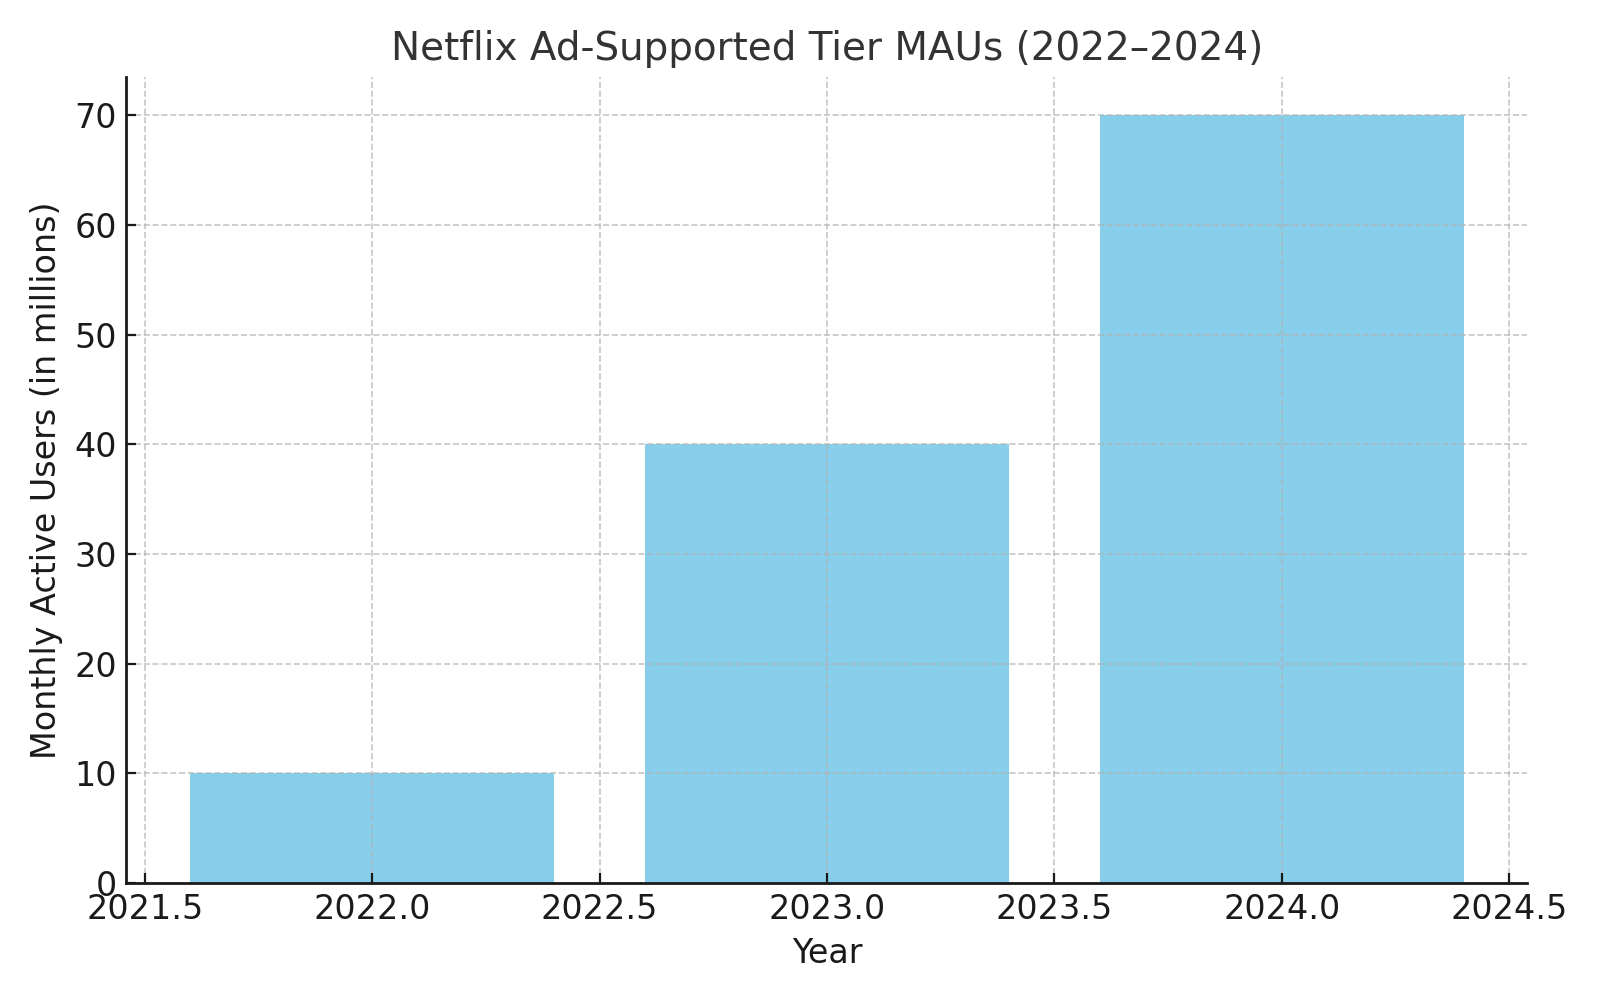 Netflix Ad-Supported Tier MAUs (2022–2024)
Monthly Active Users (in millions)
70
60
50
40
30
20
10
0
2021.5 2022.0 2022.5 2023.0 2023.5 2024.0 2024.5
Year